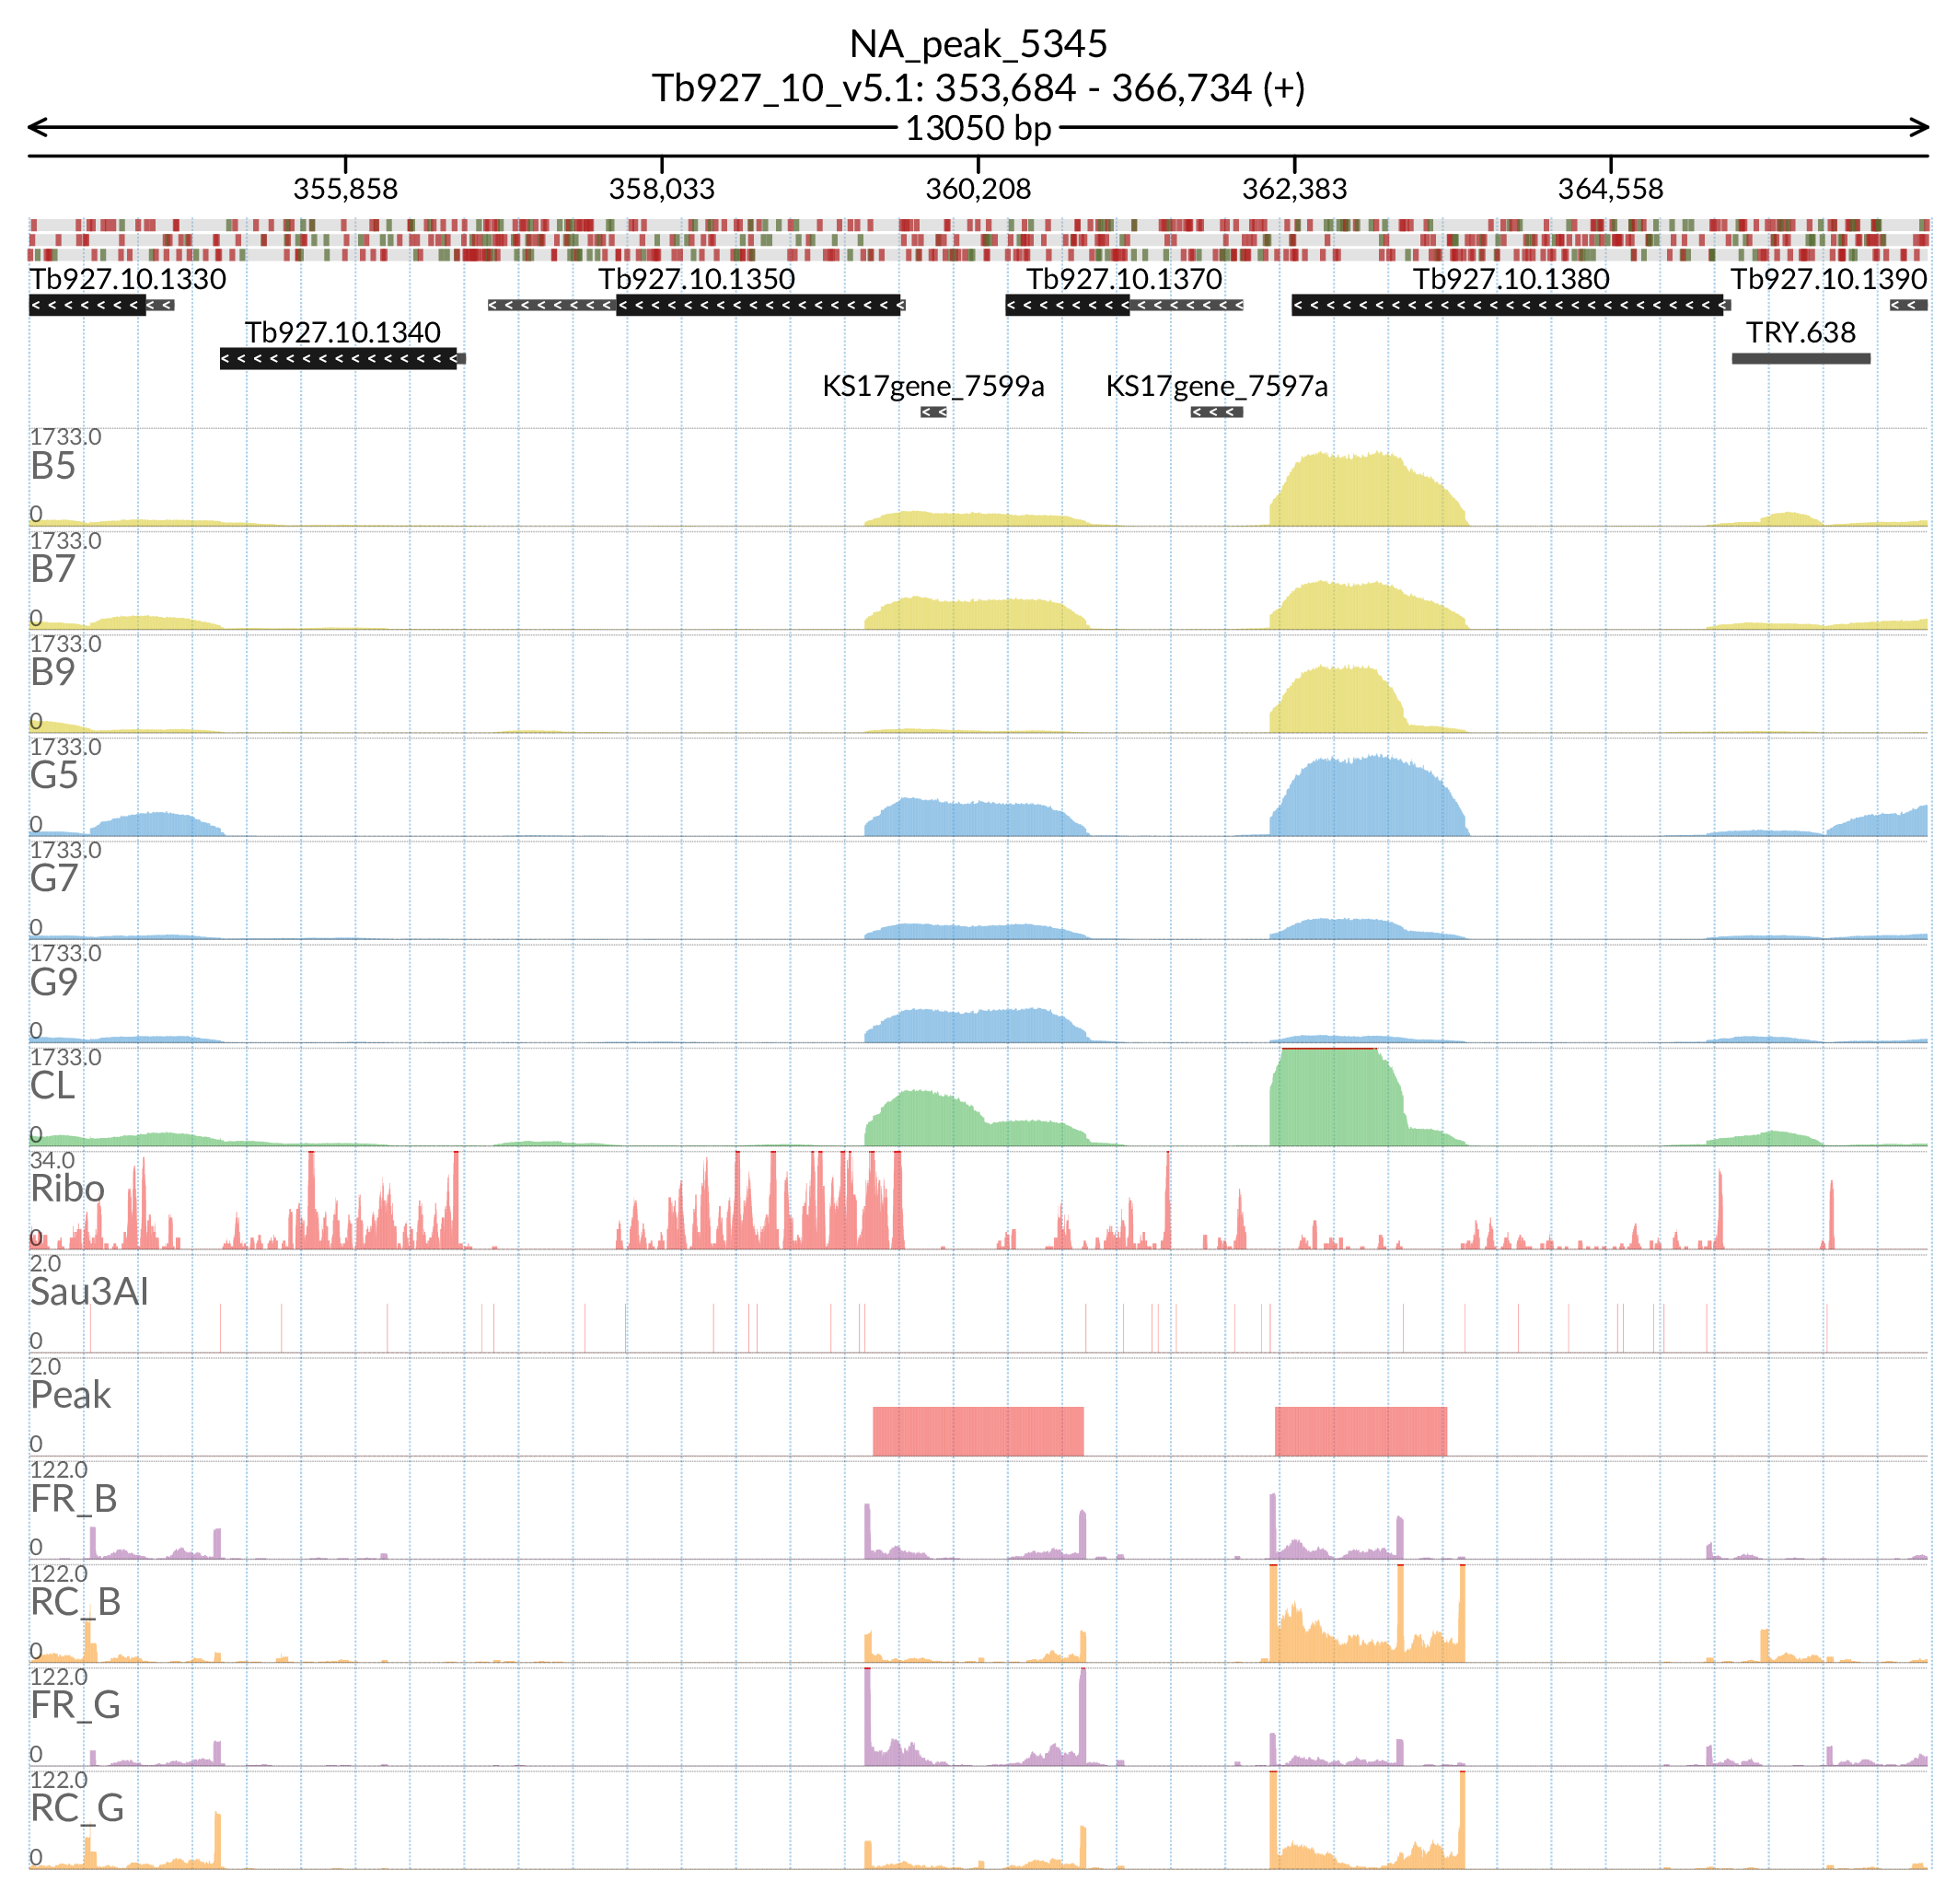 NA_peak_5345
Tb927_10_v5.1: 353,684 - 366,734 (+)
13050 bp
355,858 358,033 360,208 362,383 364,558
Tb927.10.1330 Tb927.10.1350 Tb927.10.1370 Tb927.10.1380 Tb927.10.1390
Tb927.10.1340 TRY.638
KS17gene_7599a KS17gene_7597a
1733.0
B5
0
1733.0
B7
0
1733.0
B9
0
1733.0
G5
0
1733.0
G7
0
1733.0
G9
0
1733.0
CL
0
34.0
Ribo
0
2.0
Sau3AI
0
2.0
Peak
0
122.0
FR_B
0
122.0
RC_B
0
122.0
FR_G
0
122.0
RC_G
0